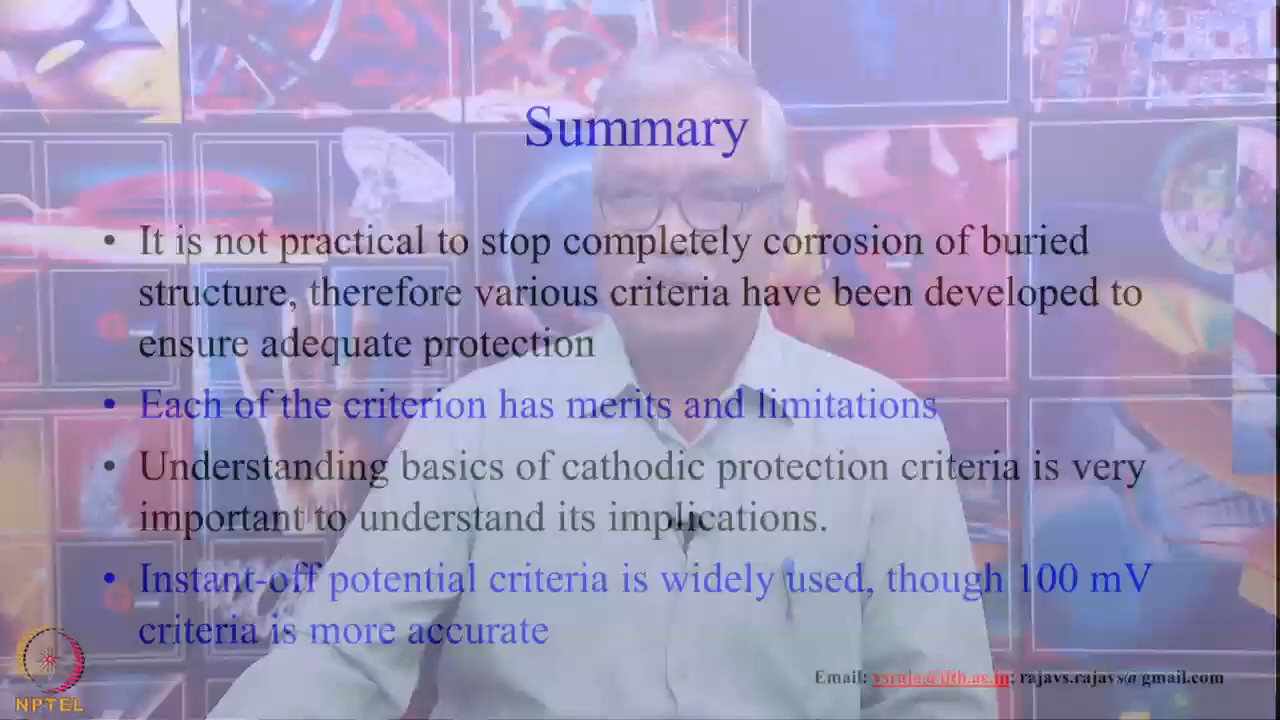 Summary
• It is not practical to stop completely corrosion of buried
structure, therefore various criteria have been developed to
ensure adequate protection
• Each of the criterion has merits and limitations
• Understanding basics of cathodic protection criteria is very
important to understand its implications.
• Instant-off potential criteria is widely used, though 100 mV
criteria is more accurate
Email: rajavs.rajavs@gmail.com
NPTEL